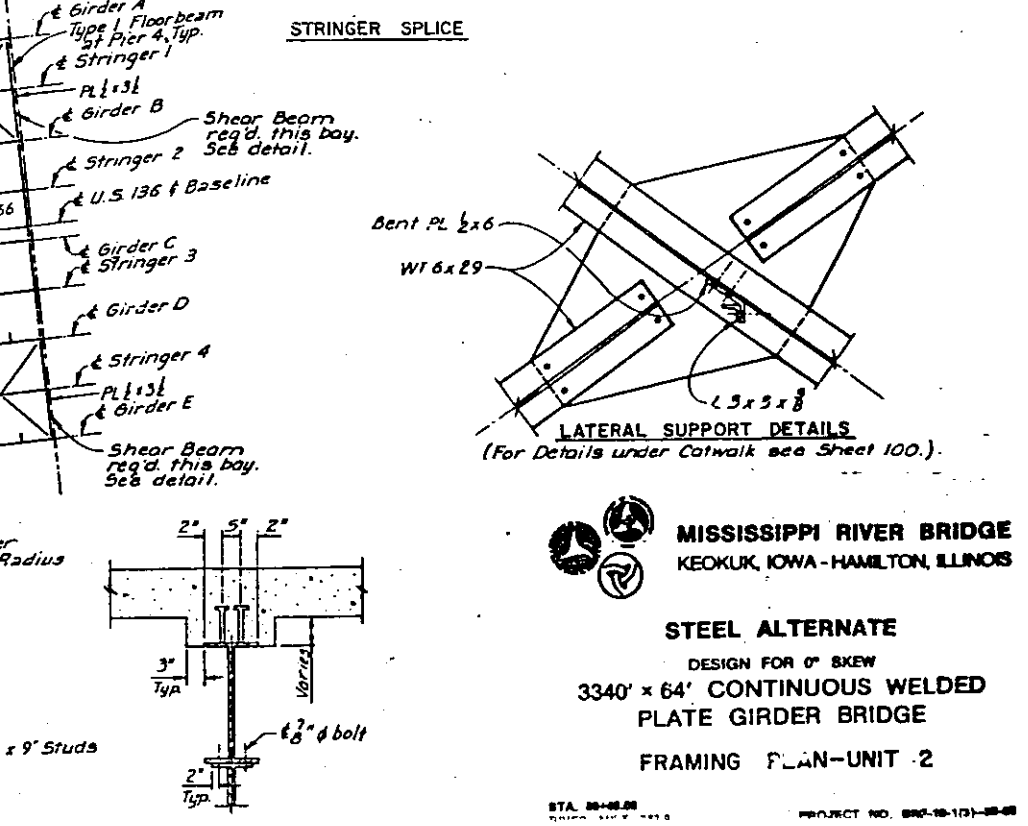 ℄ Girder A
Type 1 Floorbeam
at Pier 4, Typ.
℄ Stringer 1
PL ½ x 3½
℄ Girder B
Shear Beam
req'd. this bay.
See detail.
℄ Stringer 2
℄ U.S. 136 & Baseline
66
℄ Girder C
℄ Stringer 3
℄ Girder D
℄ Stringer 4
PL ½ x 3½
℄ Girder E
Shear Beam
req'd. this bay.
See detail.
STRINGER SPLICE
Bent PL ½ x 6
WT 6 x 29
LATERAL SUPPORT DETAILS
(For Details under Catwalk see Sheet 100.)
er
Radius
2" 5" 2"
3"
Typ.
Varies
℄ ⅞" ϕ bolt
x 9" Studs
2"
Typ.
MISSISSIPPI RIVER BRIDGE
KEOKUK, IOWA - HAMILTON, ILLINOIS
STEEL ALTERNATE
DESIGN FOR 0° SKEW
3340' x 64' CONTINUOUS WELDED
PLATE GIRDER BRIDGE
FRAMING PLAN-UNIT 2
STA.
PROJECT NO.